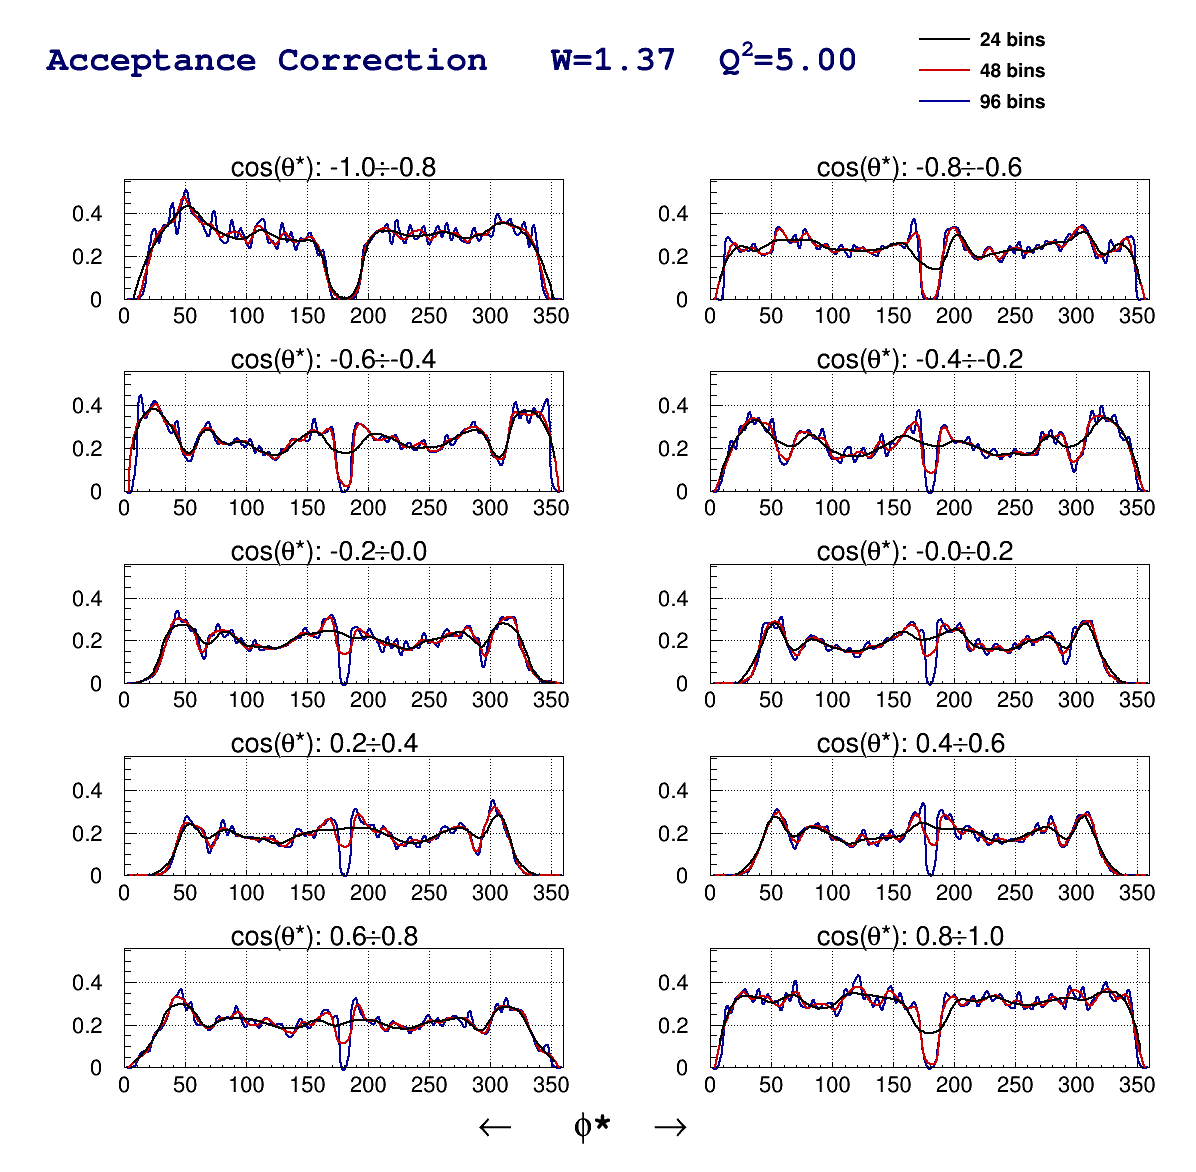 Acceptance Correction W=1.37 Q²=5.00
24 bins
48 bins
96 bins
cos(θ*): -1.0÷-0.8
cos(θ*): -0.8÷-0.6
0.4
0.2
0
0 50 100 150 200 250 300 350
0.4
0.2
0
0 50 100 150 200 250 300 350
cos(θ*): -0.6÷-0.4
cos(θ*): -0.4÷-0.2
0.4
0.2
0
0 50 100 150 200 250 300 350
0.4
0.2
0
0 50 100 150 200 250 300 350
cos(θ*): -0.2÷0.0
cos(θ*): -0.0÷0.2
0.4
0.2
0
0 50 100 150 200 250 300 350
0.4
0.2
0
0 50 100 150 200 250 300 350
cos(θ*): 0.2÷0.4
cos(θ*): 0.4÷0.6
0.4
0.2
0
0 50 100 150 200 250 300 350
0.4
0.2
0
0 50 100 150 200 250 300 350
cos(θ*): 0.6÷0.8
cos(θ*): 0.8÷1.0
0.4
0.2
0
0 50 100 150 200 250 300 350
0.4
0.2
0
0 50 100 150 200 250 300 350
← ϕ* →